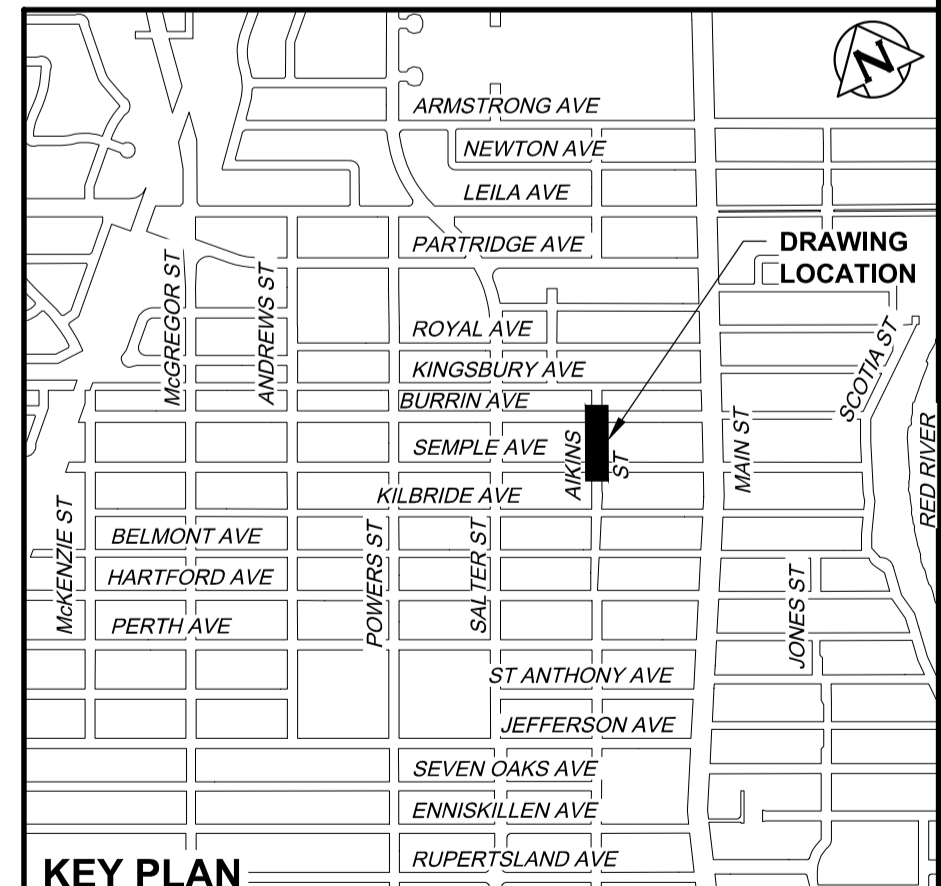 N
ARMSTRONG AVE
NEWTON AVE
LEILA AVE
PARTRIDGE AVE
DRAWING
LOCATION
McGREGOR ST
ANDREWS ST
ROYAL AVE
KINGSBURY AVE
BURRIN AVE
SCOTIA ST
SEMPLE AVE
AIKINS
ST
MAIN ST
RED RIVER
KILBRIDE AVE
McKENZIE ST
BELMONT AVE
POWERS ST
SALTER ST
HARTFORD AVE
JONES ST
PERTH AVE
ST ANTHONY AVE
JEFFERSON AVE
SEVEN OAKS AVE
ENNISKILLEN AVE
RUPERTSLAND AVE
KEY PLAN